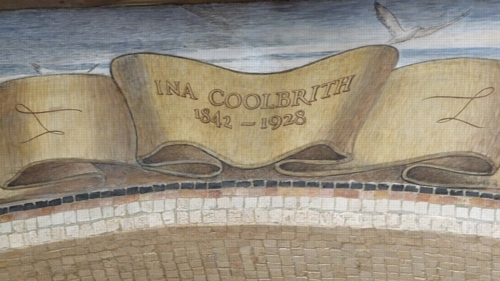 INA COOLBRITH
1842 – 1928